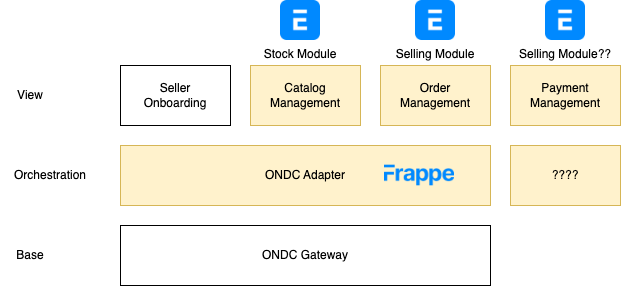 Stock Module
Selling Module
Selling Module??
View
Seller
Onboarding
Catalog
Management
Order
Management
Payment
Management
Orchestration
ONDC Adapter
Frappe
????
Base
ONDC Gateway